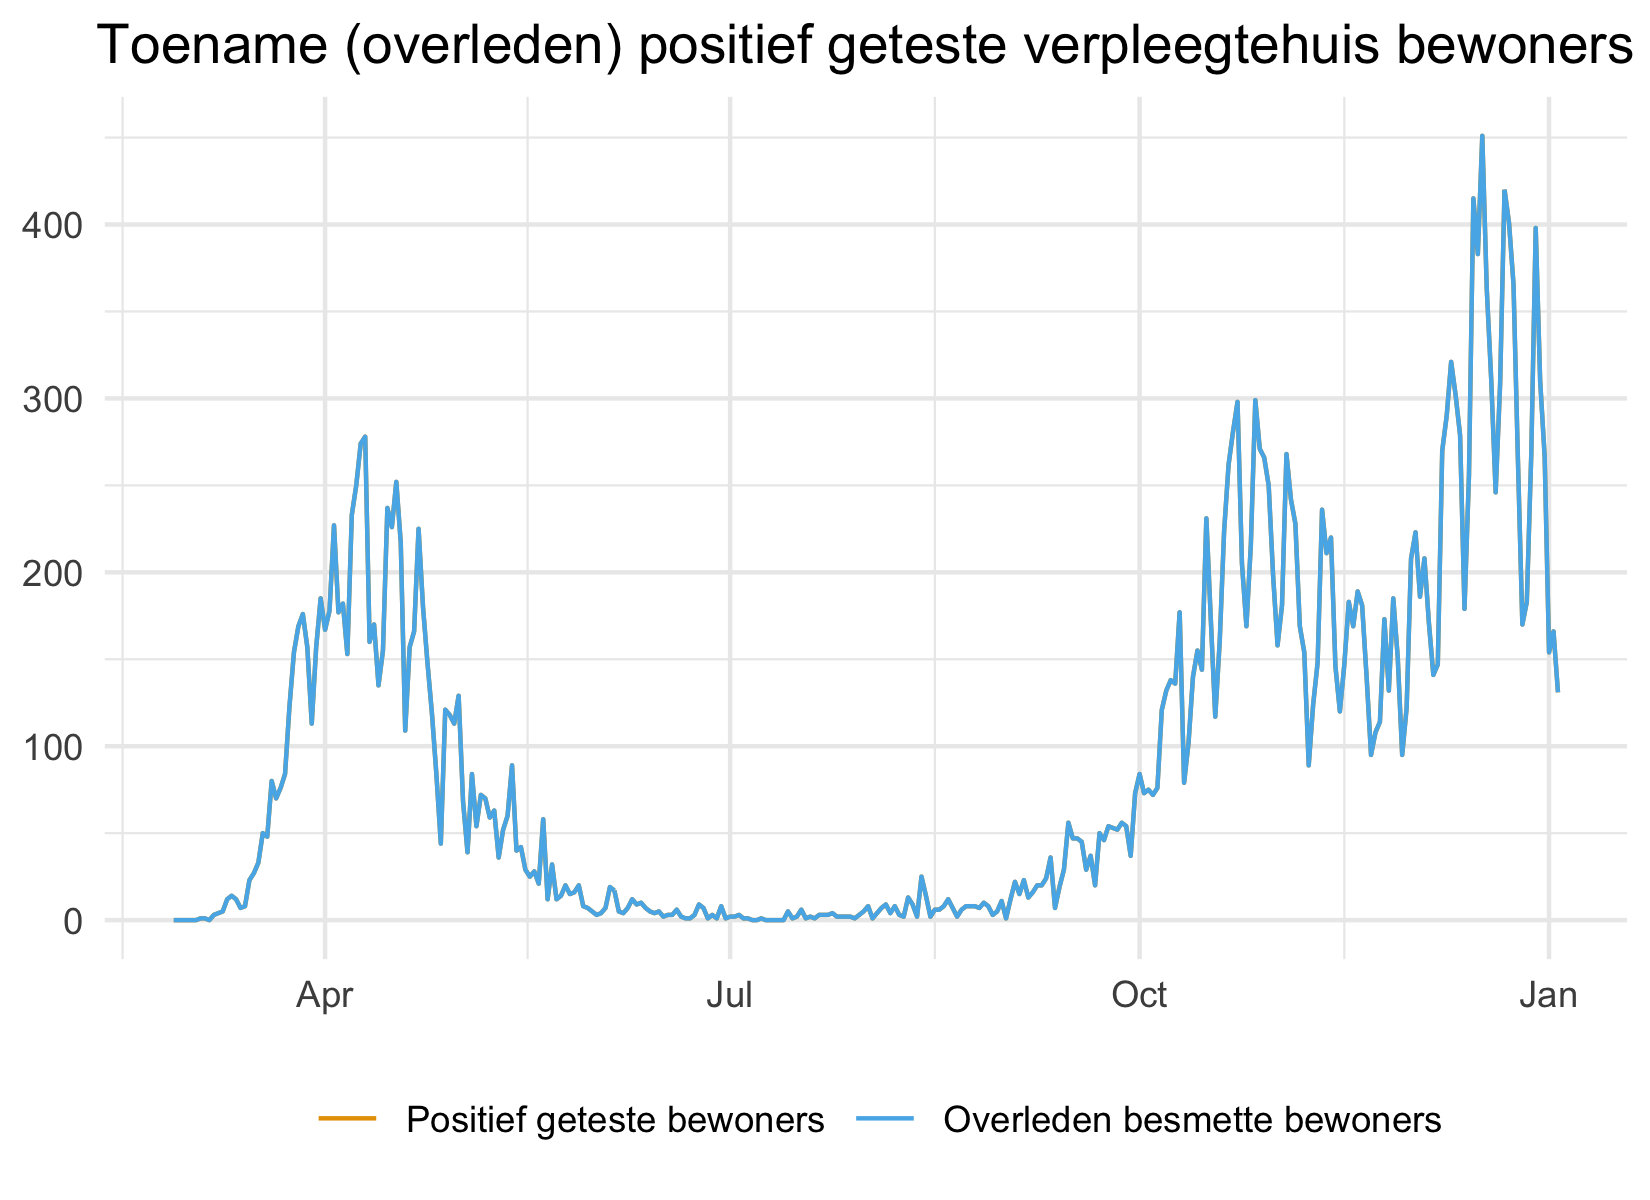 Toename (overleden) positief geteste verpleegtehuis bewoners
400
300
200
100
0
Apr Jul Oct Jan
Positief geteste bewoners Overleden besmette bewoners